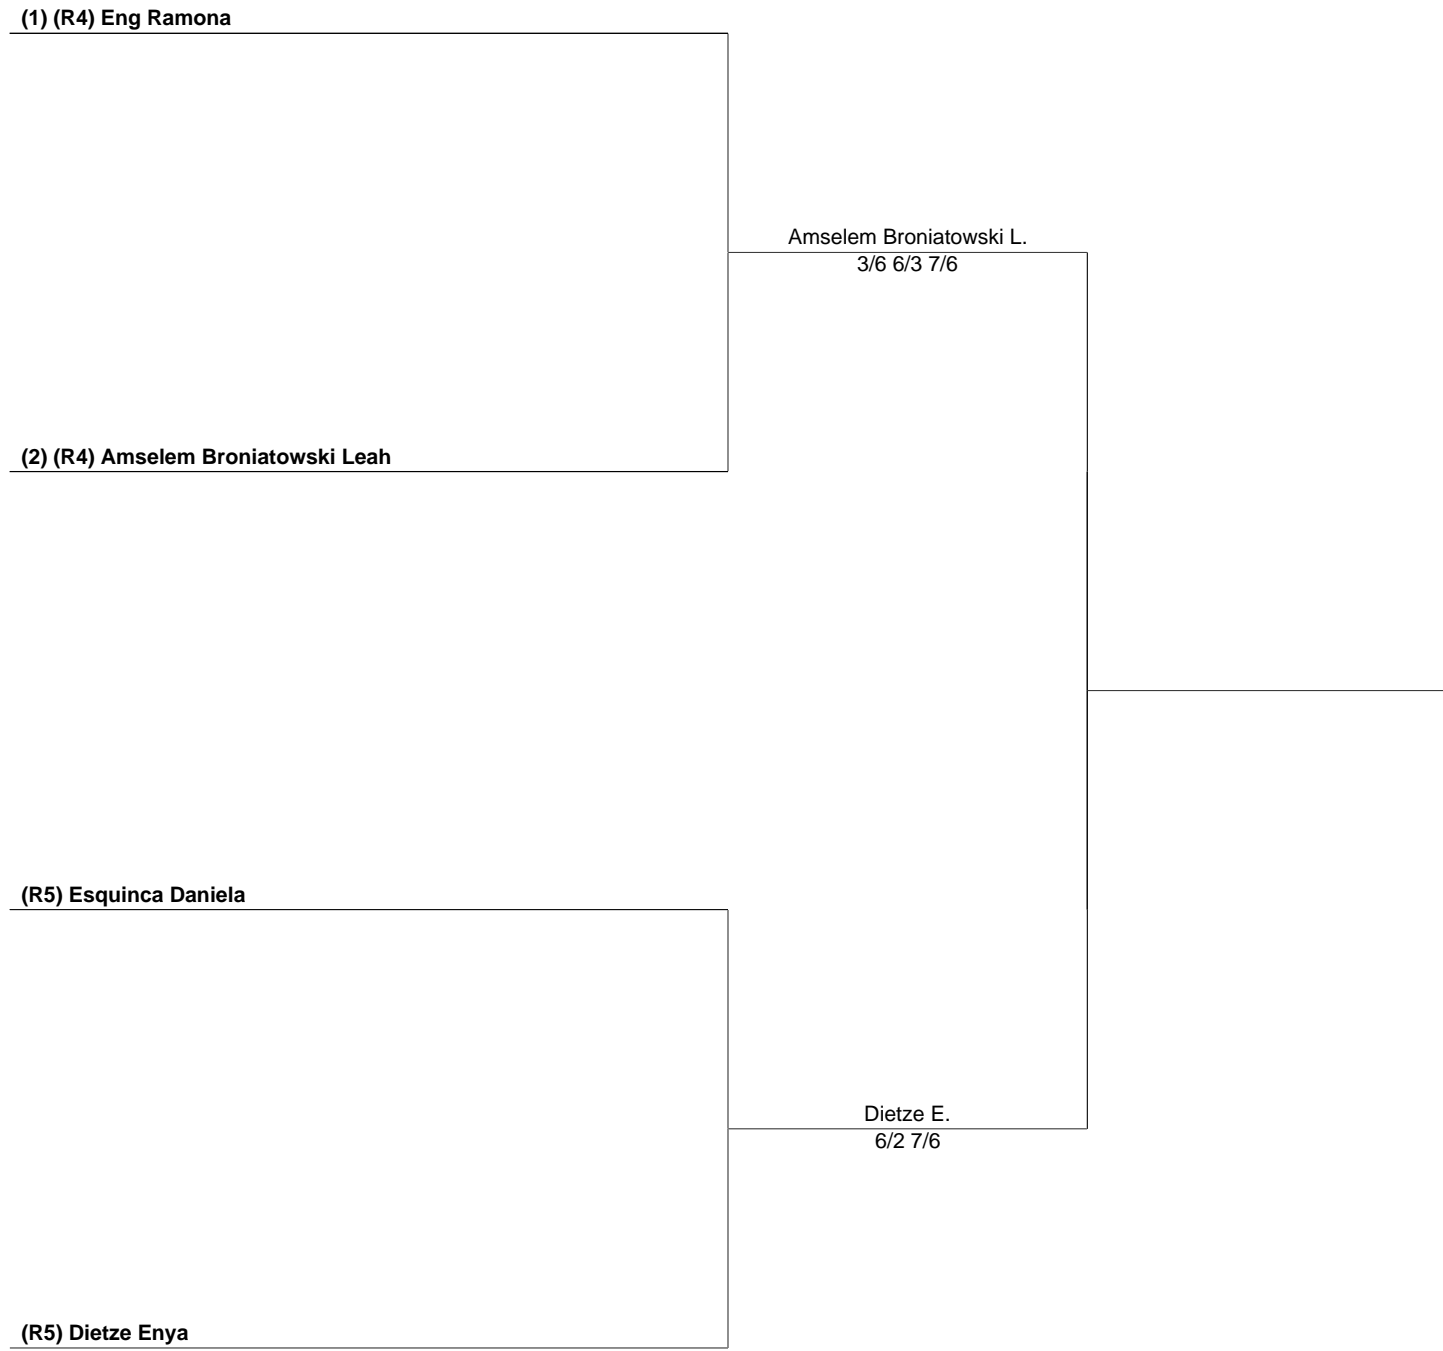 (1) (R4) Eng Ramona
Amselem Broniatowski L.
3/6 6/3 7/6
(2) (R4) Amselem Broniatowski Leah
(R5) Esquinca Daniela
Dietze E.
6/2 7/6
(R5) Dietze Enya